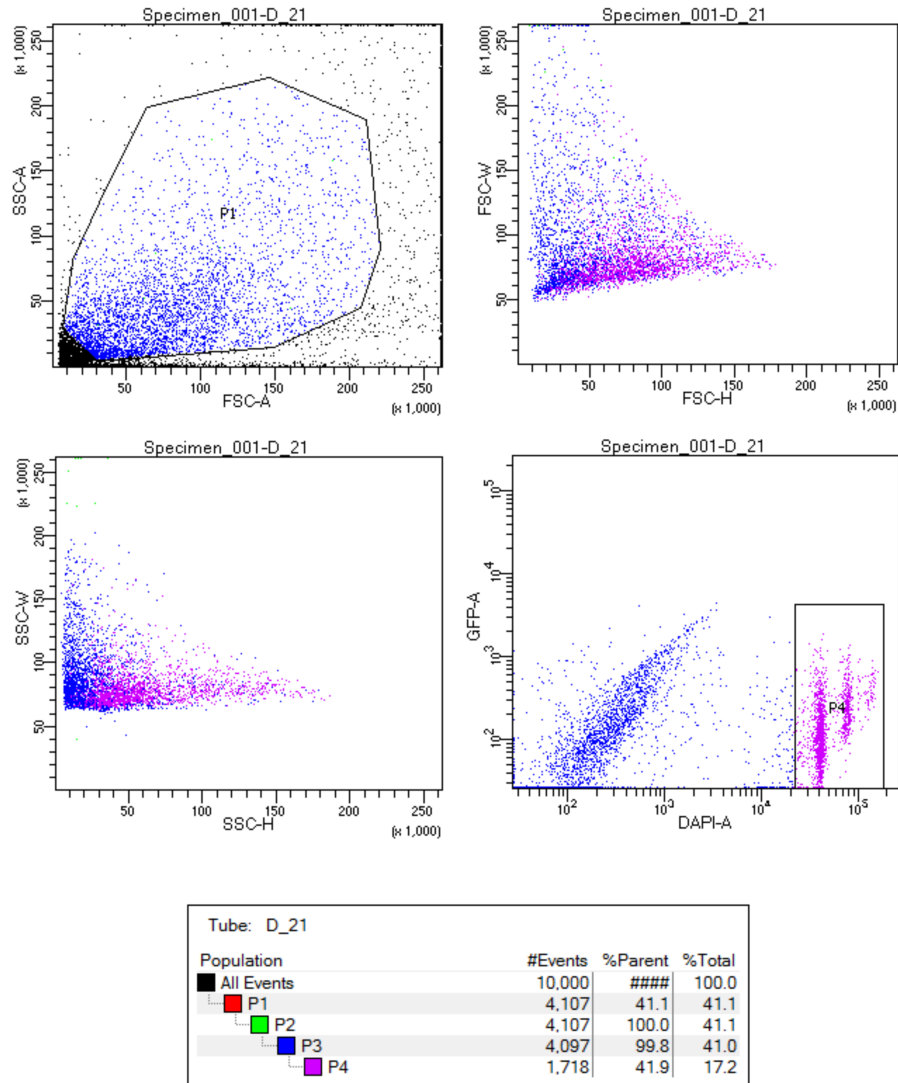 Specimen_001-D_21
(x 1,000)
250
200
150
100
50
SSC-A
P1
50 100 150 200 250
FSC-A
(x 1,000)
Specimen_001-D_21
(x 1,000)
250
200
150
100
50
FSC-W
50 100 150 200 250
FSC-H
(x 1,000)
Specimen_001-D_21
(x 1,000)
250
200
150
100
50
SSC-W
50 100 150 200 250
SSC-H
(x 1,000)
Specimen_001-D_21
10^5
10^4
10^3
10^2
GFP-A
P4
10^2 10^3 10^4 10^5
DAPI-A
Tube: D_21
Population #Events %Parent %Total
All Events 10,000 #### 100.0
P1 4,107 41.1 41.1
P2 4,107 100.0 41.1
P3 4,097 99.8 41.0
P4 1,718 41.9 17.2